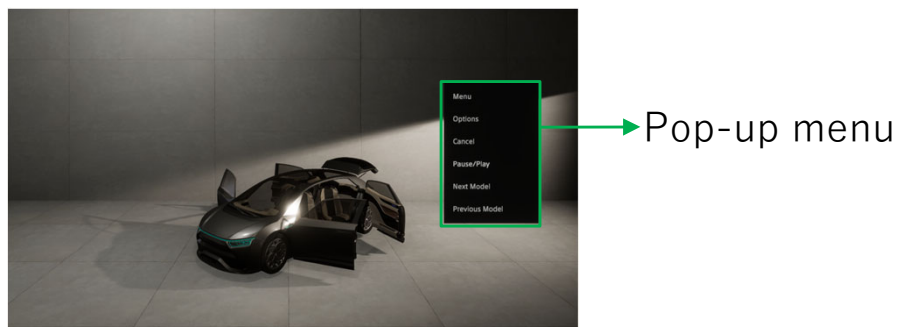 Menu
Options
Cancel
Pause/Play
Next Model
Previous Model
Pop-up menu